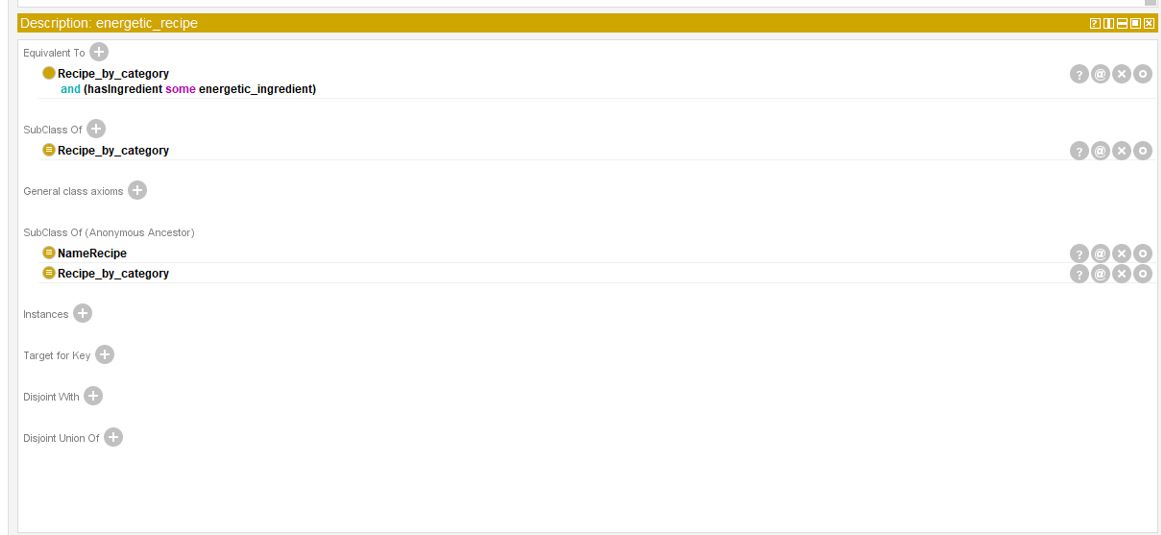 Description: energetic_recipe
Equivalent To
Recipe_by_category
and (hasIngredient some energetic_ingredient)
SubClass Of
Recipe_by_category
General class axioms
SubClass Of (Anonymous Ancestor)
NameRecipe
Recipe_by_category
Instances
Target for Key
Disjoint With
Disjoint Union Of